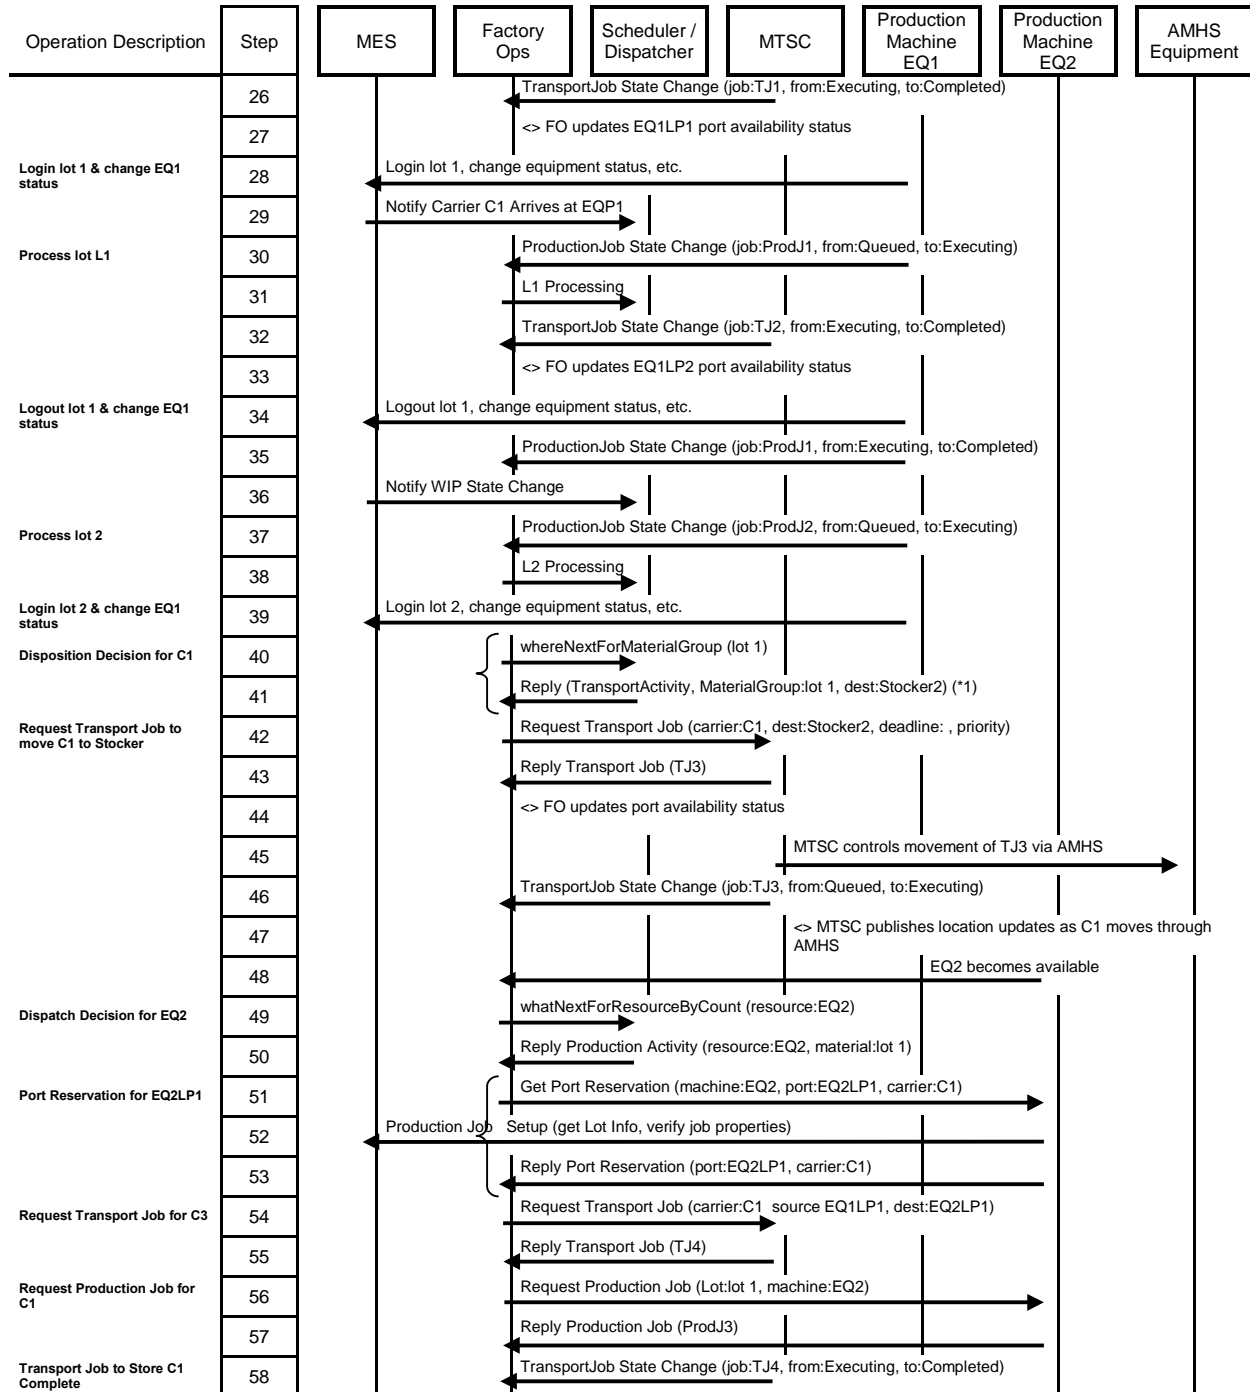 Operation Description
Step
MES
Factory
Ops
Scheduler /
Dispatcher
MTSC
Production
Machine
EQ1
Production
Machine
EQ2
AMHS
Equipment
26
TransportJob State Change (job:TJ1, from:Executing, to:Completed)
27
<> FO updates EQ1LP1 port availability status
Login lot 1 & change EQ1
status
28
Login lot 1, change equipment status, etc.
29
Notify Carrier C1 Arrives at EQP1
Process lot L1
30
ProductionJob State Change (job:ProdJ1, from:Queued, to:Executing)
31
L1 Processing
32
TransportJob State Change (job:TJ2, from:Executing, to:Completed)
33
<> FO updates EQ1LP2 port availability status
Logout lot 1 & change EQ1
status
34
Logout lot 1, change equipment status, etc.
35
ProductionJob State Change (job:ProdJ1, from:Executing, to:Completed)
36
Notify WIP State Change
Process lot 2
37
ProductionJob State Change (job:ProdJ2, from:Queued, to:Executing)
38
L2 Processing
Login lot 2 & change EQ1
status
39
Login lot 2, change equipment status, etc.
Disposition Decision for C1
40
whereNextForMaterialGroup (lot 1)
41
Reply (TransportActivity, MaterialGroup:lot 1, dest:Stocker2) (*1)
Request Transport Job to
move C1 to Stocker
42
Request Transport Job (carrier:C1, dest:Stocker2, deadline: , priority)
43
Reply Transport Job (TJ3)
44
<> FO updates port availability status
45
MTSC controls movement of TJ3 via AMHS
46
TransportJob State Change (job:TJ3, from:Queued, to:Executing)
47
<> MTSC publishes location updates as C1 moves through
AMHS
48
EQ2 becomes available
Dispatch Decision for EQ2
49
whatNextForResourceByCount (resource:EQ2)
50
Reply Production Activity (resource:EQ2, material:lot 1)
Port Reservation for EQ2LP1
51
Get Port Reservation (machine:EQ2, port:EQ2LP1, carrier:C1)
52
Production Job Setup (get Lot Info, verify job properties)
53
Reply Port Reservation (port:EQ2LP1, carrier:C1)
Request Transport Job for C3
54
Request Transport Job (carrier:C1 source EQ1LP1, dest:EQ2LP1)
55
Reply Transport Job (TJ4)
Request Production Job for
C1
56
Request Production Job (Lot:lot 1, machine:EQ2)
57
Reply Production Job (ProdJ3)
Transport Job to Store C1
Complete
58
TransportJob State Change (job:TJ4, from:Executing, to:Completed)